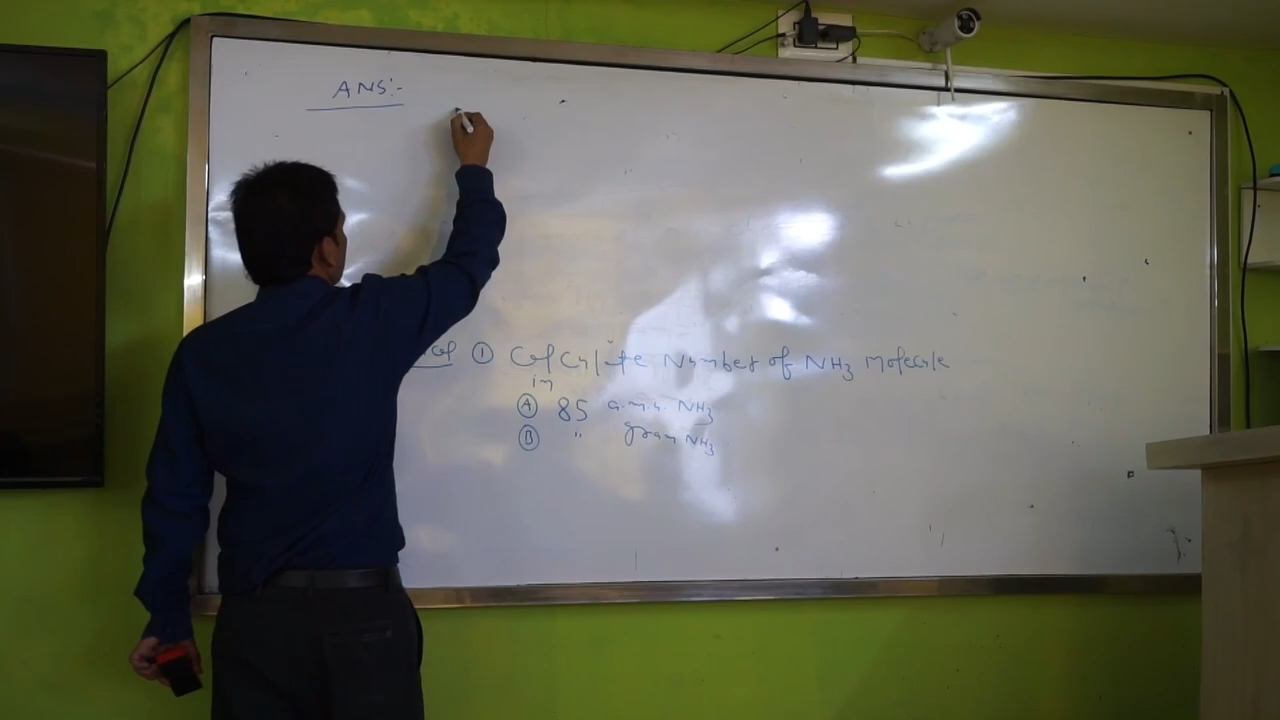 ANS:-
① Calculate Number of NH3 Molecule
in
Ⓐ 85 a.m.u. NH3
Ⓑ " gram NH3